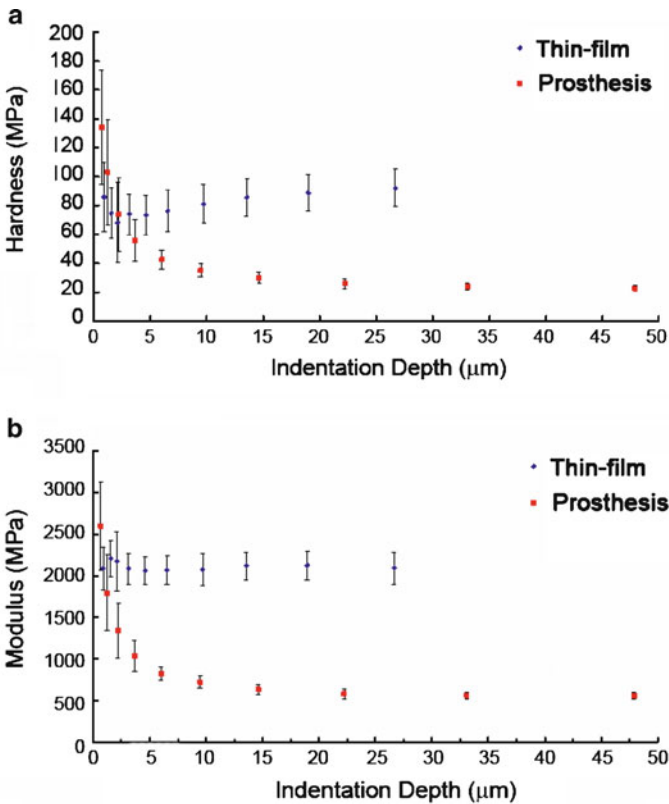 a
200
180
160
140
120
100
80
60
40
20
0
Hardness (MPa)
Thin-film
Prosthesis
0 5 10 15 20 25 30 35 40 45 50
Indentation Depth (μm)
b
3500
3000
2500
2000
1500
1000
500
0
Modulus (MPa)
Thin-film
Prosthesis
0 5 10 15 20 25 30 35 40 45 50
Indentation Depth (μm)